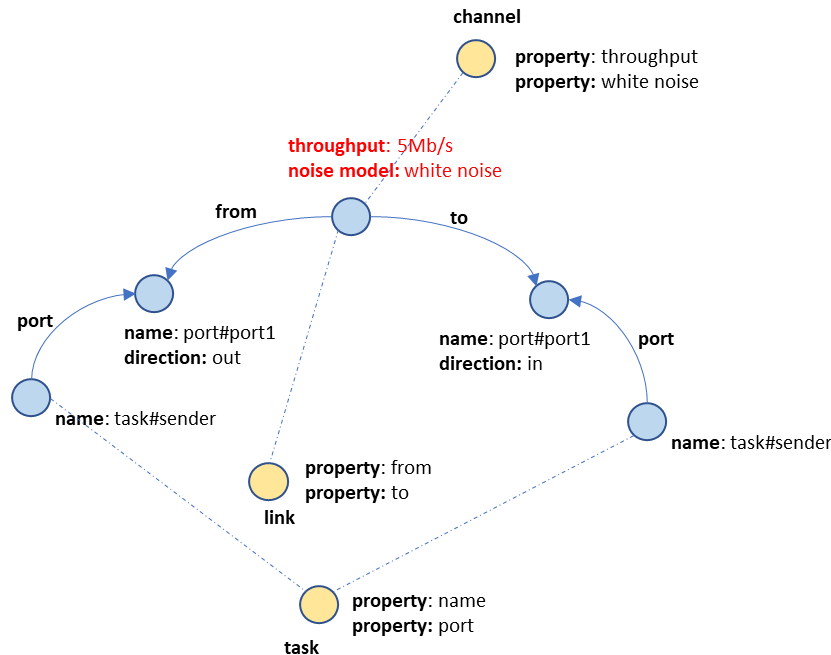 channel
property: throughput
property: white noise
throughput: 5Mb/s
noise model: white noise
from
to
port
name: port#port1
direction: out
name: port#port1
direction: in
port
name: task#sender
name: task#sender
property: from
property: to
link
property: name
property: port
task